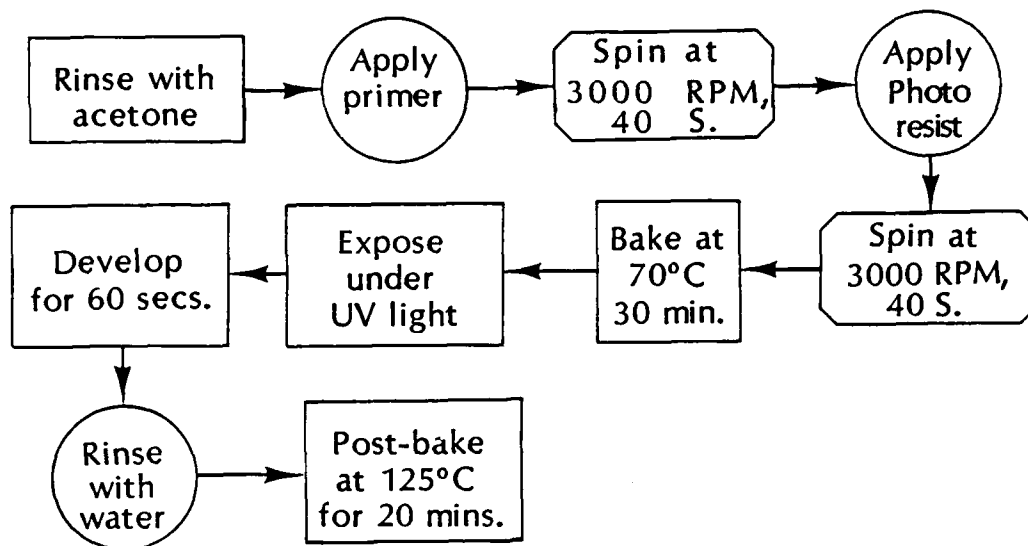 Rinse with
acetone
Apply
primer
Spin at
3000 RPM,
40 S.
Apply
Photo
resist
Spin at
3000 RPM,
40 S.
Bake at
70°C
30 min.
Expose
under
UV light
Develop
for 60 secs.
Rinse
with
water
Post-bake
at 125°C
for 20 mins.